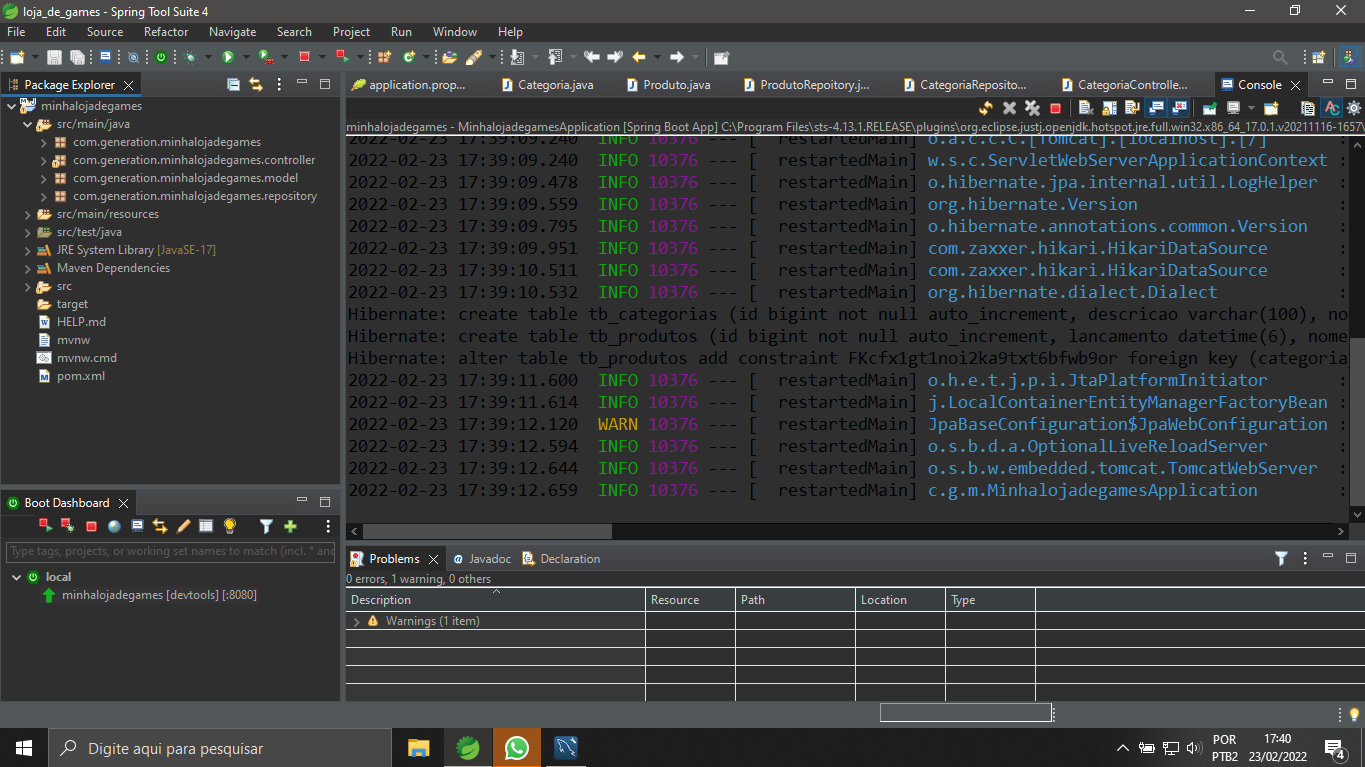 loja_de_games - Spring Tool Suite 4
File Edit Source Refactor Navigate Search Project Run Window Help
Package Explorer
application.prop...
Categoria.java
Produto.java
ProdutoRepoitory.j...
CategoriaReposito...
CategoriaControlle...
Console
minhalojadegames
src/main/java
com.generation.minhalojadegames
com.generation.minhalojadegames.controller
com.generation.minhalojadegames.model
com.generation.minhalojadegames.repository
src/main/resources
src/test/java
JRE System Library [JavaSE-17]
Maven Dependencies
src
target
HELP.md
mvnw
mvnw.cmd
pom.xml
minhalojadegames - MinhalojadegamesApplication [Spring Boot App] C:\Program Files\sts-4.13.1.RELEASE\plugins\org.eclipse.justj.openjdk.hotspot.jre.full.win32.x86_64_17.0.1.v20211116-1657\
2022-02-23 17:39:09.240 INFO 10376 --- [ restartedMain] o.a.c.c.C.[Tomcat].[localhost].[/]
2022-02-23 17:39:09.240 INFO 10376 --- [ restartedMain] w.s.c.ServletWebServerApplicationContext :
2022-02-23 17:39:09.478 INFO 10376 --- [ restartedMain] o.hibernate.jpa.internal.util.LogHelper :
2022-02-23 17:39:09.559 INFO 10376 --- [ restartedMain] org.hibernate.Version :
2022-02-23 17:39:09.795 INFO 10376 --- [ restartedMain] o.hibernate.annotations.common.Version :
2022-02-23 17:39:09.951 INFO 10376 --- [ restartedMain] com.zaxxer.hikari.HikariDataSource :
2022-02-23 17:39:10.511 INFO 10376 --- [ restartedMain] com.zaxxer.hikari.HikariDataSource :
2022-02-23 17:39:10.532 INFO 10376 --- [ restartedMain] org.hibernate.dialect.Dialect :
Hibernate: create table tb_categorias (id bigint not null auto_increment, descricao varchar(100), no
Hibernate: create table tb_produtos (id bigint not null auto_increment, lancamento datetime(6), nome
Hibernate: alter table tb_produtos add constraint FKcfx1gt1noi2ka9txt6bfwb9or foreign key (categoria
2022-02-23 17:39:11.600 INFO 10376 --- [ restartedMain] o.h.e.t.j.p.i.JtaPlatformInitiator :
2022-02-23 17:39:11.614 INFO 10376 --- [ restartedMain] j.LocalContainerEntityManagerFactoryBean :
2022-02-23 17:39:12.120 WARN 10376 --- [ restartedMain] JpaBaseConfiguration$JpaWebConfiguration :
2022-02-23 17:39:12.594 INFO 10376 --- [ restartedMain] o.s.b.d.a.OptionalLiveReloadServer :
2022-02-23 17:39:12.644 INFO 10376 --- [ restartedMain] o.s.b.w.embedded.tomcat.TomcatWebServer :
2022-02-23 17:39:12.659 INFO 10376 --- [ restartedMain] c.g.m.MinhalojadegamesApplication :
Boot Dashboard
Type tags, projects, or working set names to match (incl. * and
local
minhalojadegames [devtools] [:8080]
Problems Javadoc Declaration
0 errors, 1 warning, 0 others
Description Resource Path Location Type
Warnings (1 item)
Digite aqui para pesquisar
POR
PTB2
17:40
23/02/2022
4